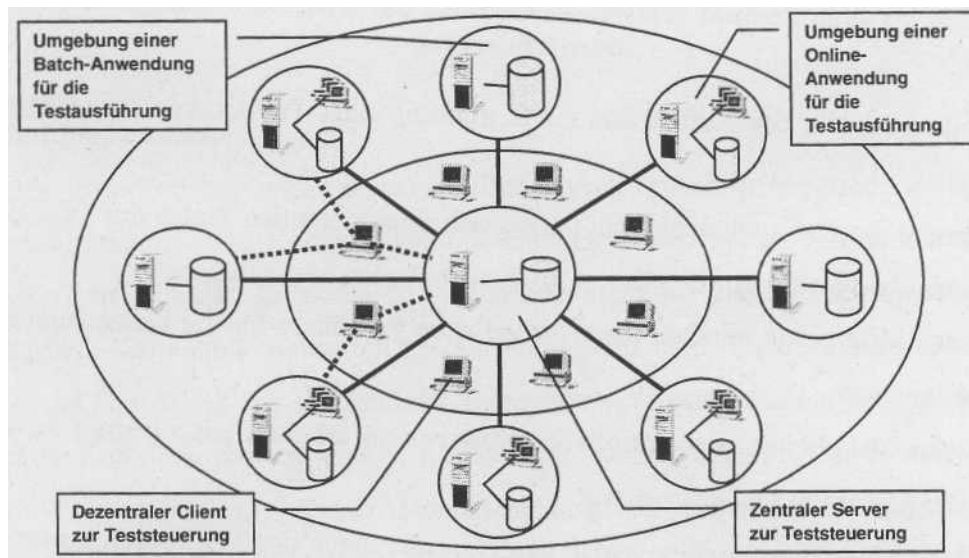 Umgebung einer
Batch-Anwendung
für die
Testausführung
Umgebung einer
Online-
Anwendung
für die
Testausführung
Dezentraler Client
zur Teststeuerung
Zentraler Server
zur Teststeuerung